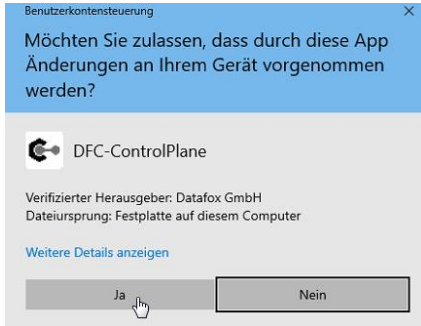 Benutzerkontensteuerung
Möchten Sie zulassen, dass durch diese App
Änderungen an Ihrem Gerät vorgenommen
werden?
DFC-ControlPlane
Verifizierter Herausgeber: Datafox GmbH
Dateiursprung: Festplatte auf diesem Computer
Weitere Details anzeigen
Ja Nein